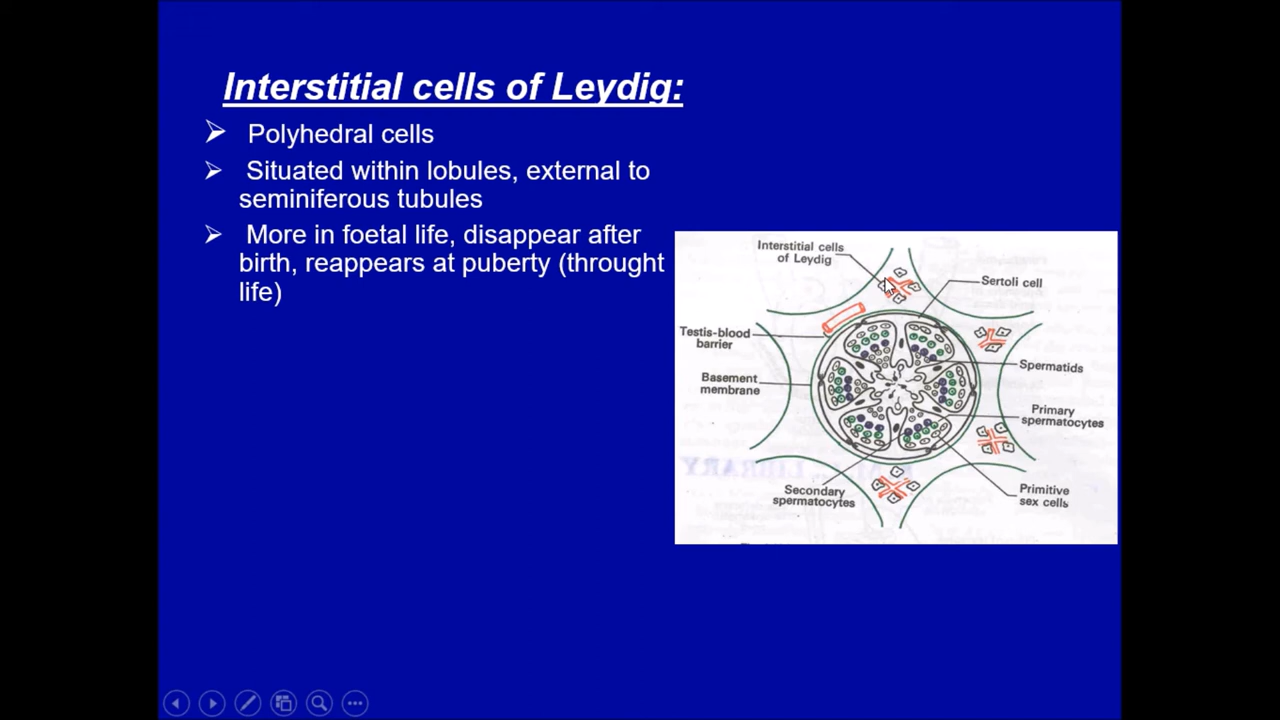 Interstitial cells of Leydig:
Polyhedral cells
Situated within lobules, external to
seminiferous tubules
More in foetal life, disappear after
birth, reappears at puberty (throught
life)
Interstitial cells
of Leydig
Sertoli cell
Testis-blood
barrier
Spermatids
Basement
membrane
Primary
spermatocytes
Secondary
spermatocytes
Primitive
sex cells
LIBRARY